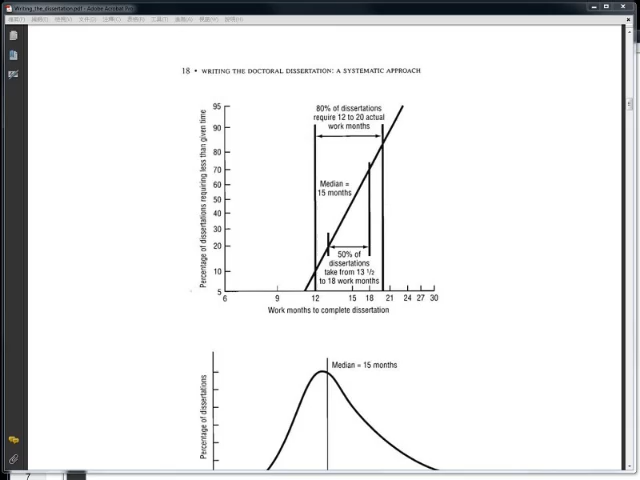 Writing_the_dissertation.pdf - Adobe Acrobat Pro
18 • WRITING THE DOCTORAL DISSERTATION: A SYSTEMATIC APPROACH
Percentage of dissertations requiring less than given time
95
90
80
70
60
50
40
30
20
10
5
80% of dissertations
require 12 to 20 actual
work months
Median =
15 months
50% of
dissertations
take from 13 ½
to 18 work months
6 9 12 15 18 21 24 27 30
Work months to complete dissertation
Median = 15 months
Percentage of dissertations
7